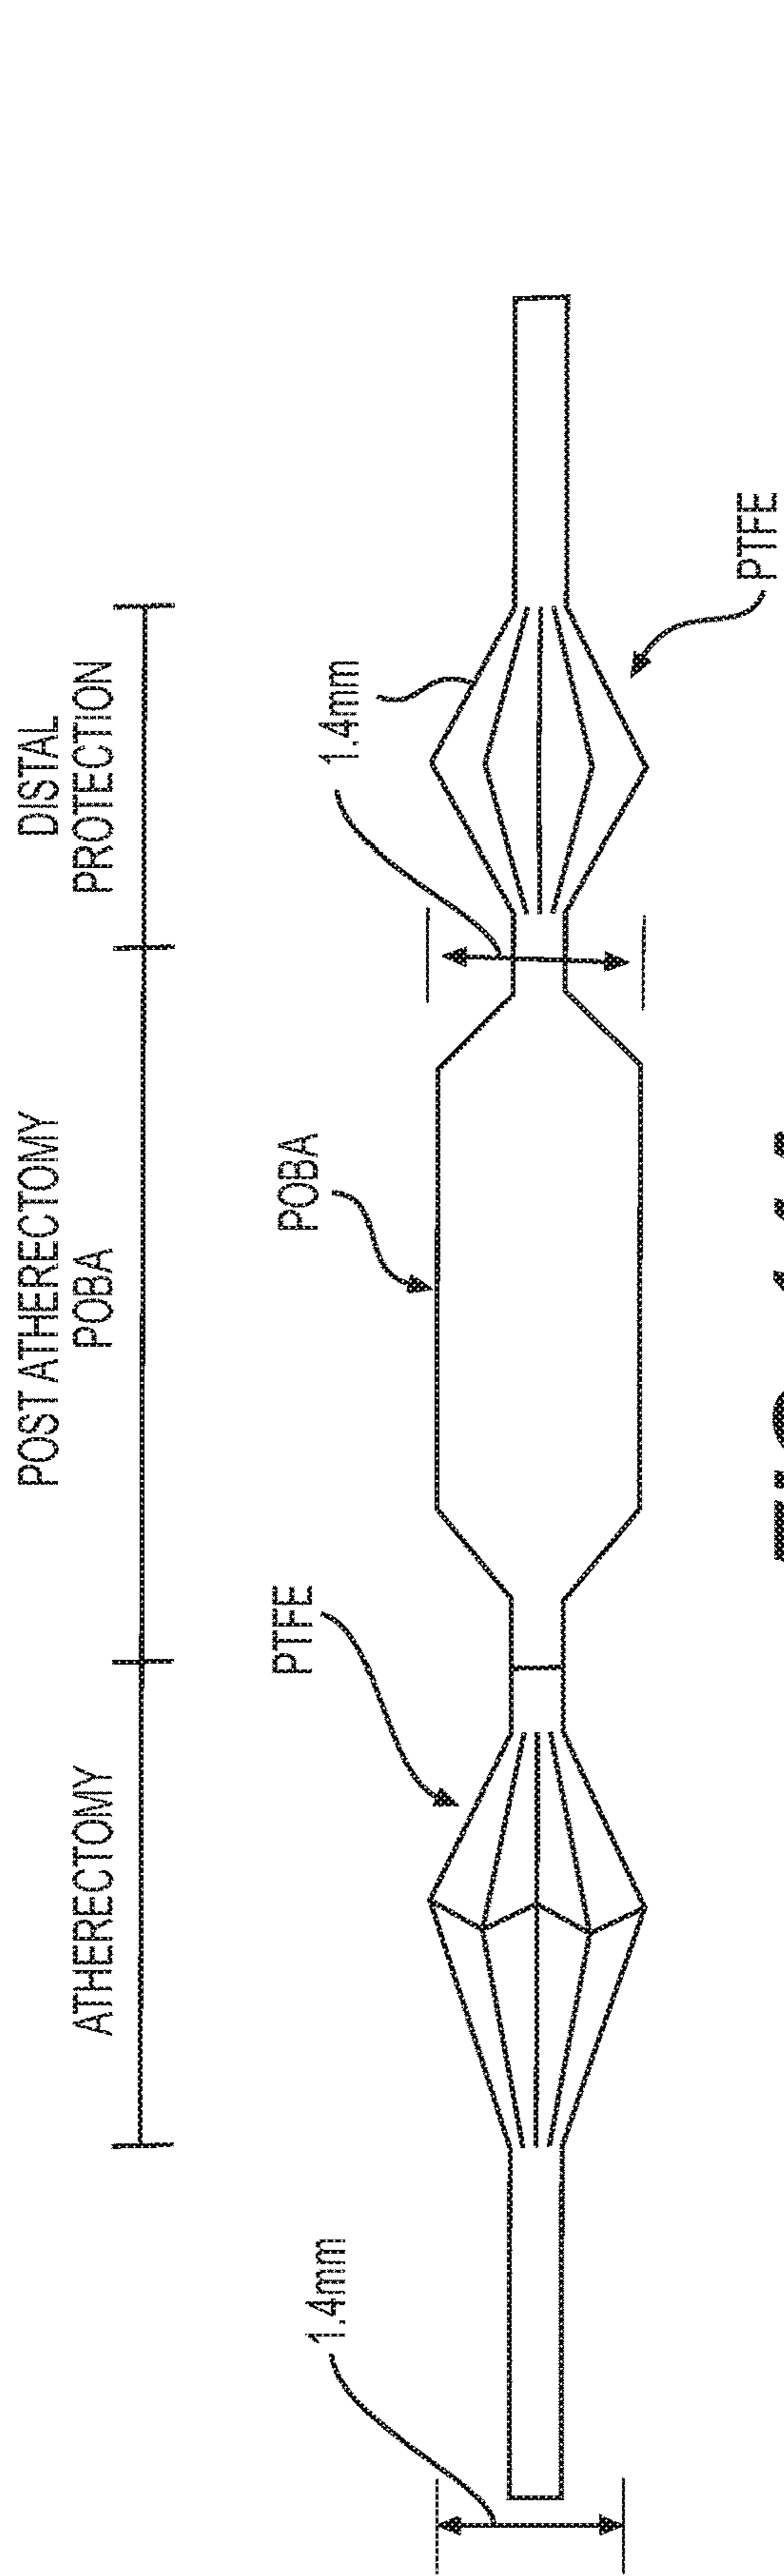 ATHERECTOMY
POST ATHERECTOMY
POBA
DISTAL
PROTECTION
1.4mm
PTFE
POBA
1.4mm
PTFE